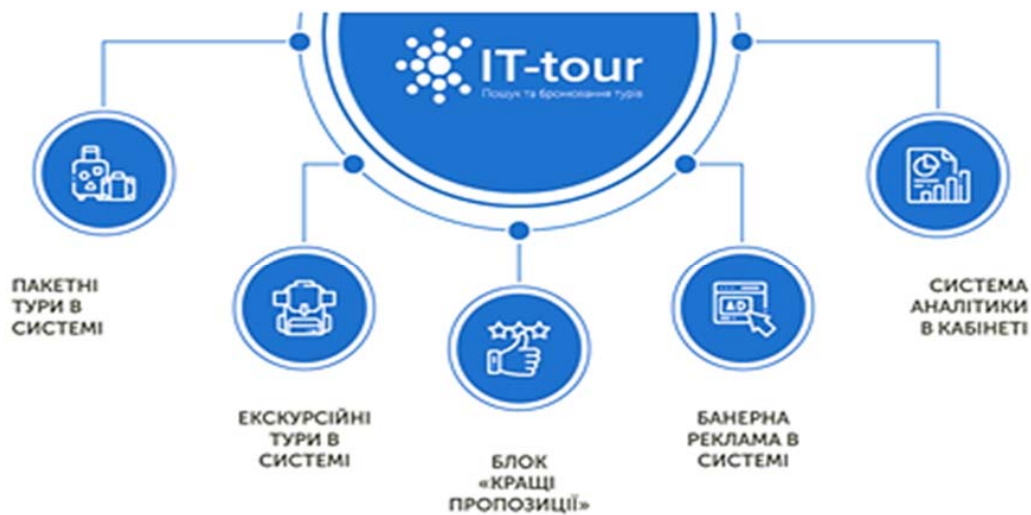 IT-tour
Пошук та бронювання турів
ПАКЕТНІ
ТУРИ В
СИСТЕМІ
ЕКСКУРСІЙНІ
ТУРИ В
СИСТЕМІ
БЛОК
«КРАЩІ
ПРОПОЗИЦІЇ»
AD
БАНЕРНА
РЕКЛАМА В
СИСТЕМІ
СИСТЕМА
АНАЛІТИКИ
В КАБІНЕТІ